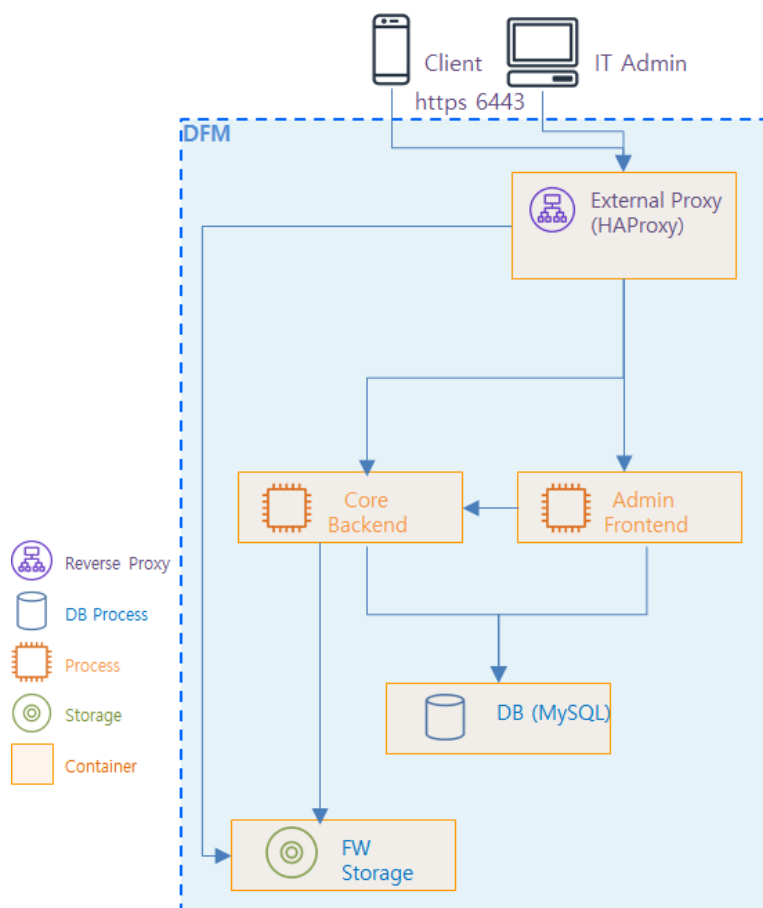 Client
IT Admin
https 6443
DFM
External Proxy
(HAProxy)
Core
Backend
Admin
Frontend
Reverse Proxy
DB Process
Process
Storage
Container
DB (MySQL)
FW
Storage